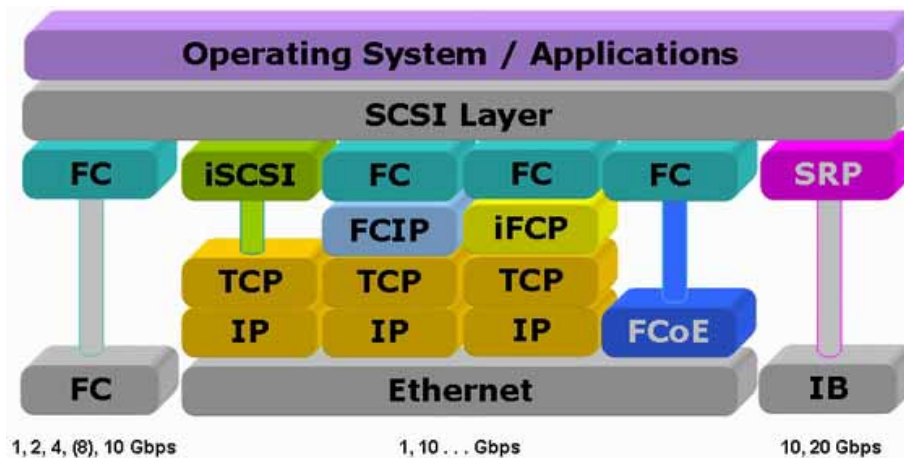 Operating System / Applications
SCSI Layer
FC iSCSI FC FC FC SRP
FCIP iFCP
TCP TCP TCP
IP IP IP FCoE
FC Ethernet IB
1, 2, 4, (8), 10 Gbps 1, 10 . . . Gbps 10, 20 Gbps